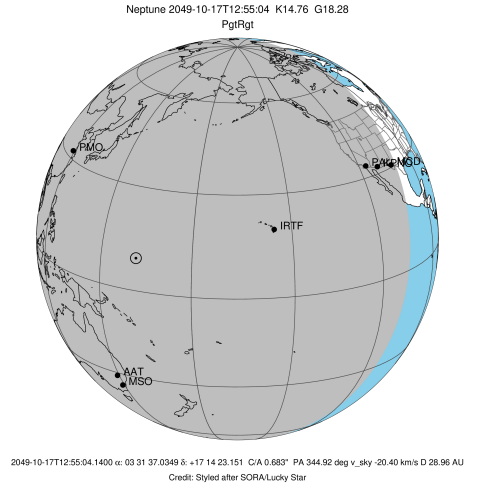 Neptune 2049-10-17T12:55:04 K14.76 G18.28
PgtRgt
PMO
IRTF
AAT
MSO
2049-10-17T12:55:04.1400 α: 03 31 37.0349 δ: +17 14 23.151 C/A 0.683" PA 344.92 deg v_sky -20.40 km/s D 28.96 AU
Credit: Styled after SORA/Lucky Star